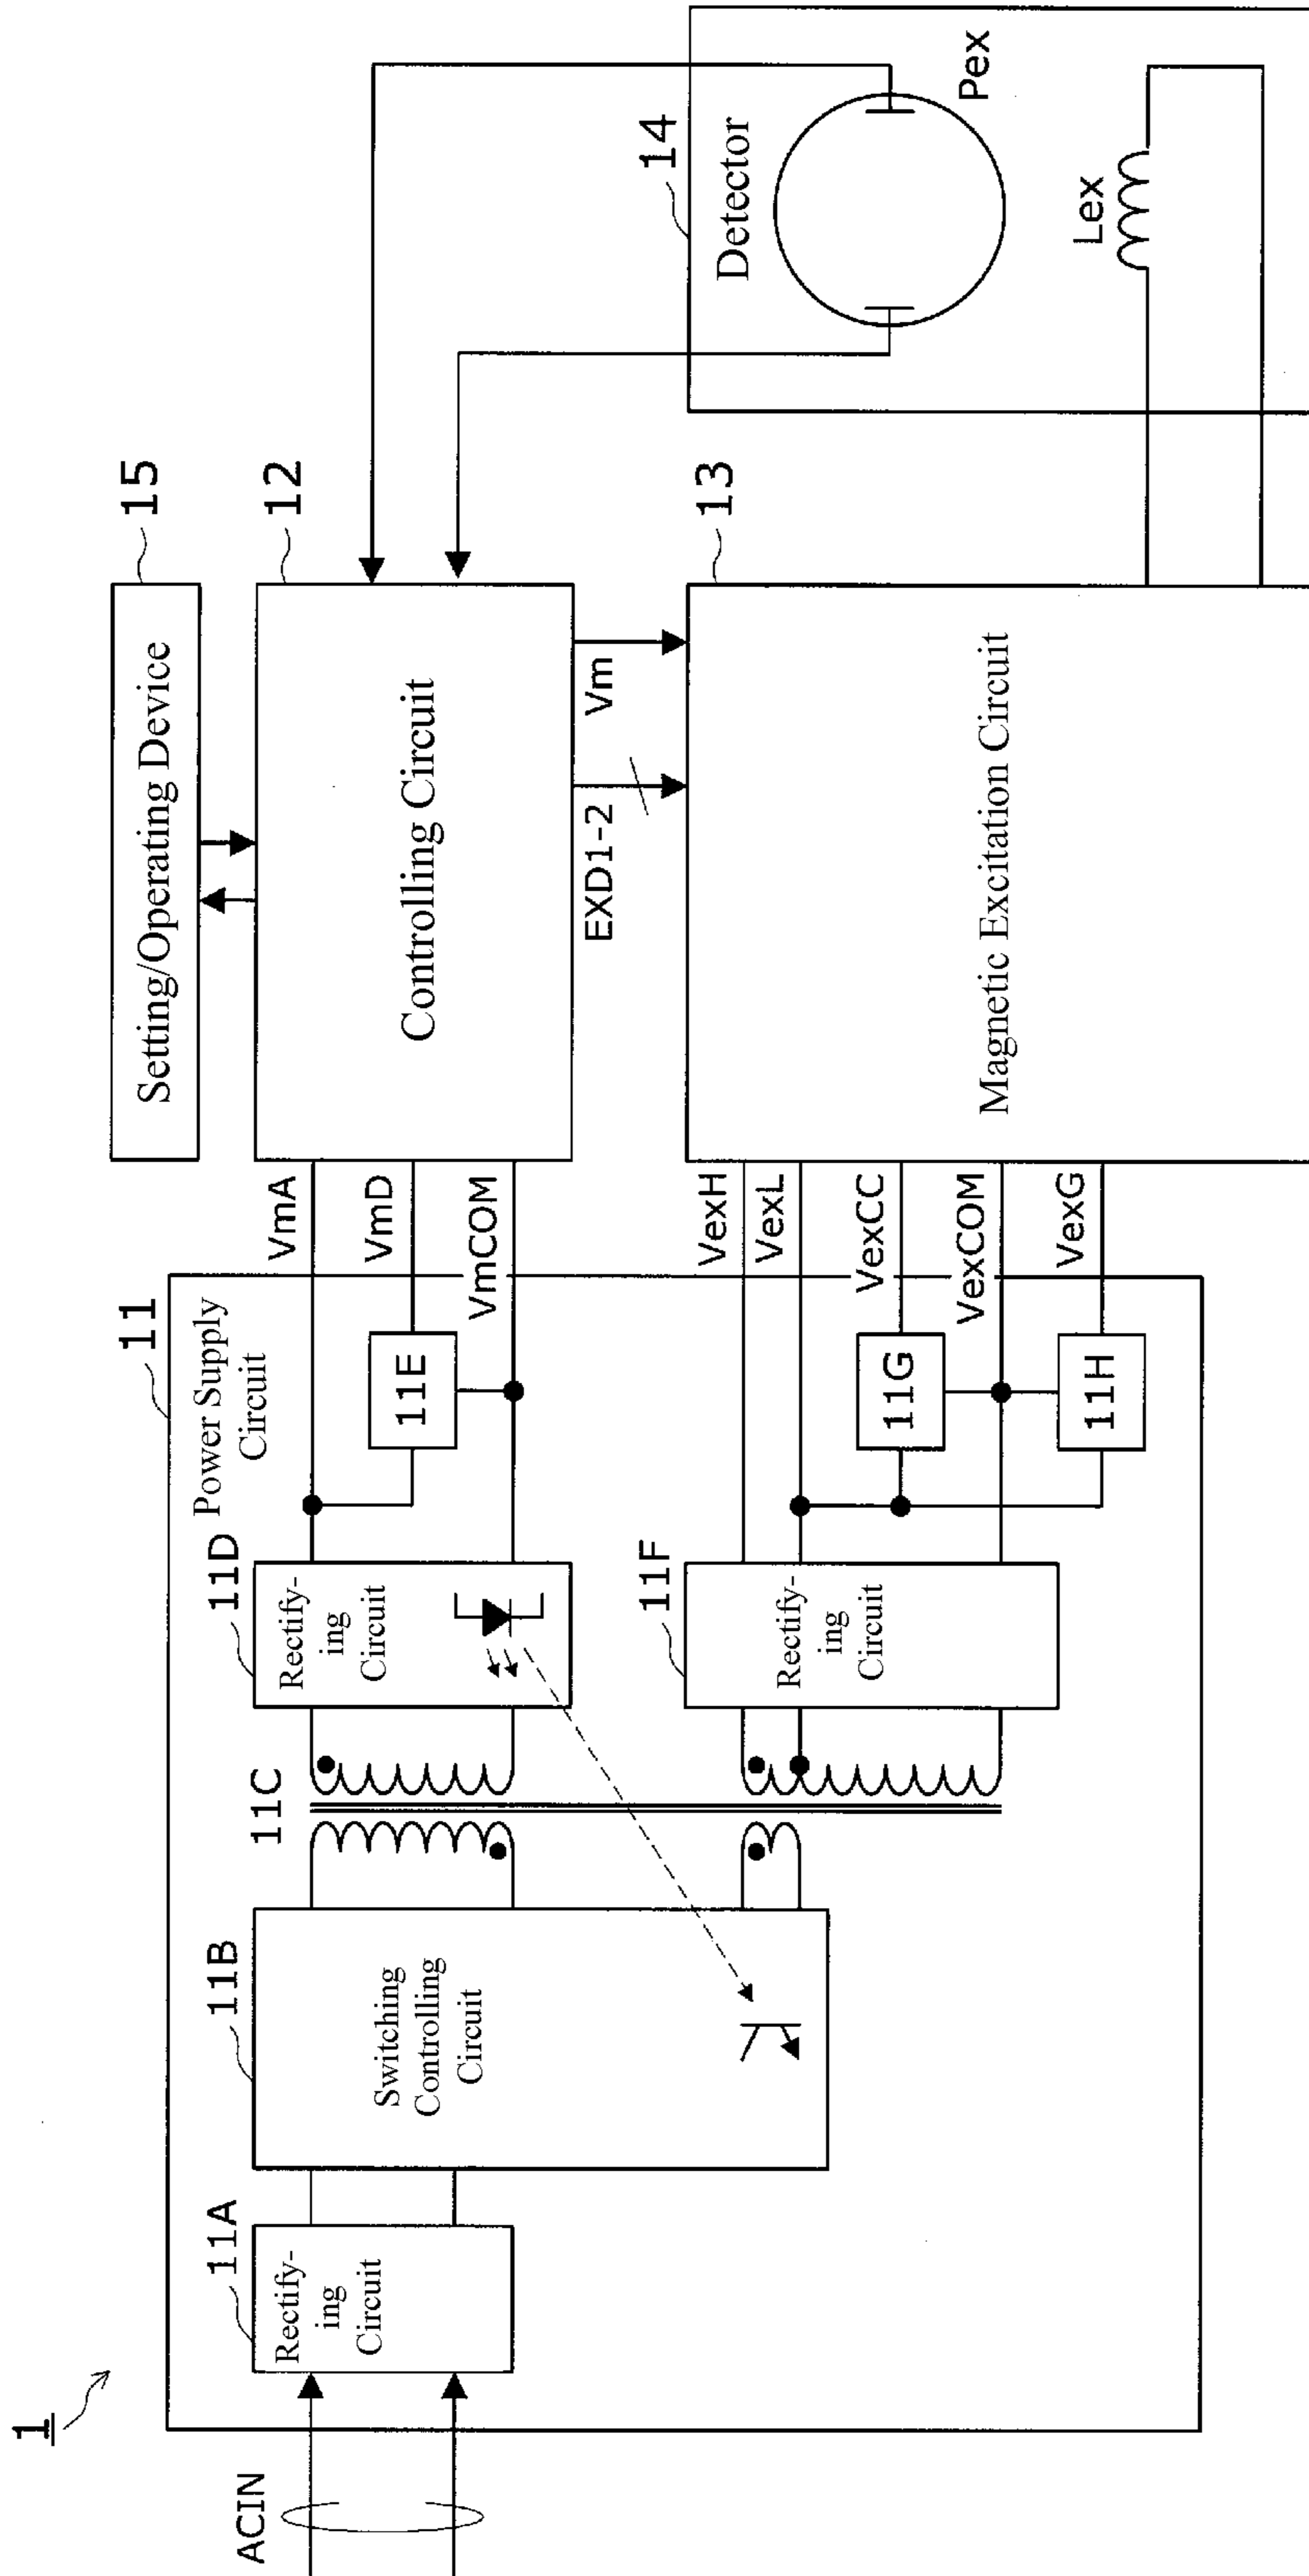 1
ACIN
11
Power Supply
Circuit
11A
Rectify-
ing
Circuit
11B
Switching
Controlling
Circuit
11C
11D
Rectify-
ing
Circuit
11E
11F
Rectify-
ing
Circuit
11G
11H
VmA
VmD
VmCOM
VexH
VexL
VexCC
VexCOM
VexG
15
Setting/Operating Device
12
Controlling Circuit
EXD1-2
Vm
13
Magnetic Excitation Circuit
14
Detector
Pex
Lex